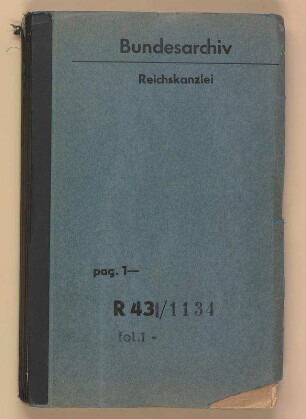 Bundesarchiv
Reichskanzlei
pag. 1—
R 43I/1134
fol. 1 -